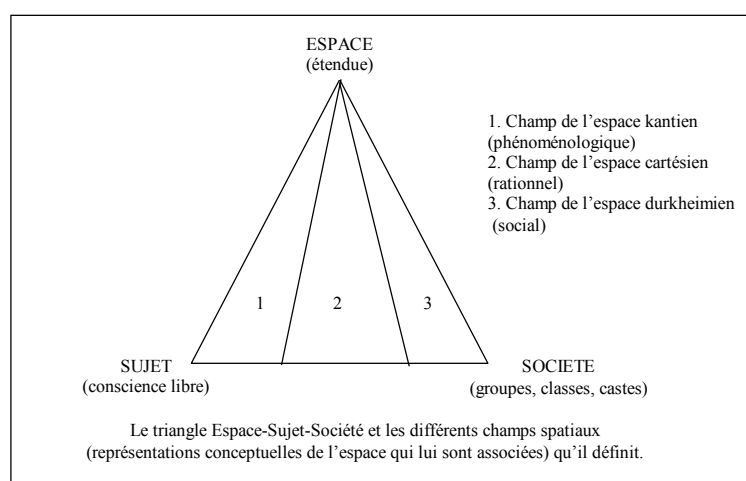 ESPACE
(étendue)
1. Champ de l’espace kantien
(phénoménologique)
2. Champ de l’espace cartésien
(rationnel)
3. Champ de l’espace durkheimien
(social)
1
2
3
SUJET
(conscience libre)
SOCIETE
(groupes, classes, castes)
Le triangle Espace-Sujet-Société et les différents champs spatiaux
(représentations conceptuelles de l’espace qui lui sont associées) qu’il définit.